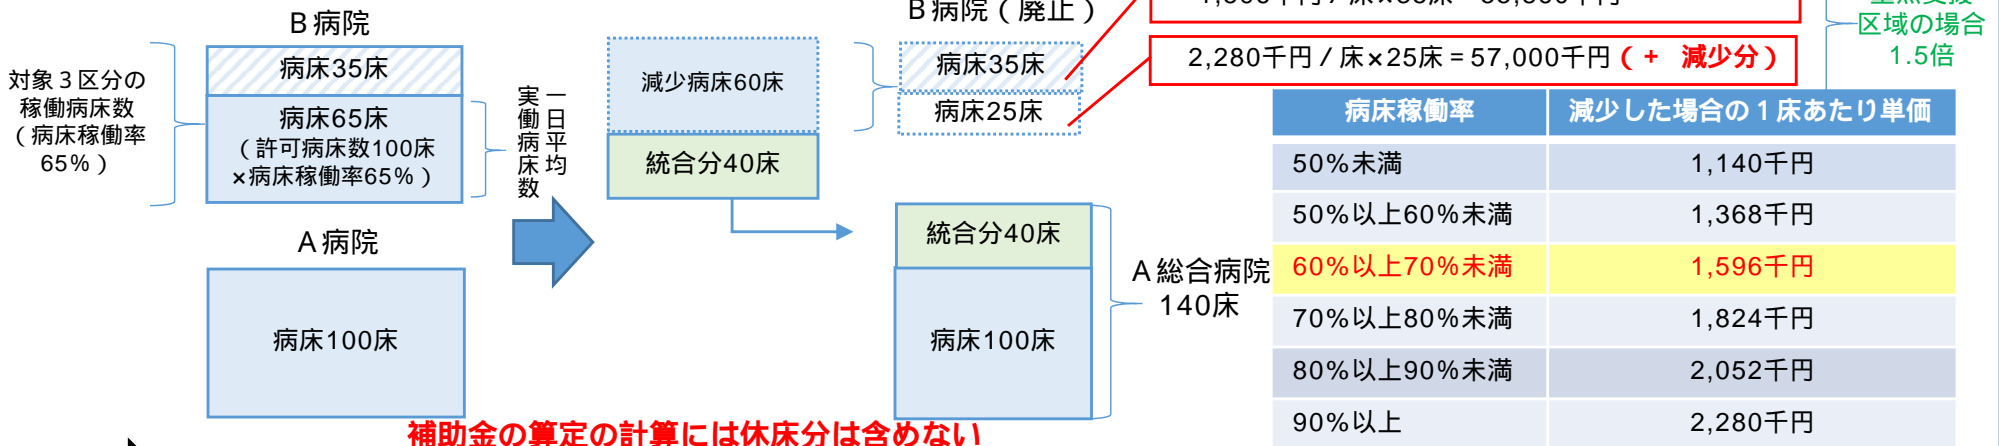 B病院
病床35床
対象3区分の
稼働病床数
(病床稼働率
65%)
病床65床
(許可病床数100床
×病床稼働率65%)
一日平均
実働病床数
A病院
病床100床
減少病床60床
統合分40床
B病院(廃止)
病床35床
病床25床
2,280千円/床×25床=57,000千円(+ 減少分)
区域の場合
1.5倍
統合分40床
病床100床
A総合病院
140床
病床稼働率 減少した場合の1床あたり単価
50%未満 1,140千円
50%以上60%未満 1,368千円
60%以上70%未満 1,596千円
70%以上80%未満 1,824千円
80%以上90%未満 2,052千円
90%以上 2,280千円
補助金の算定の計算には休床分は含めない